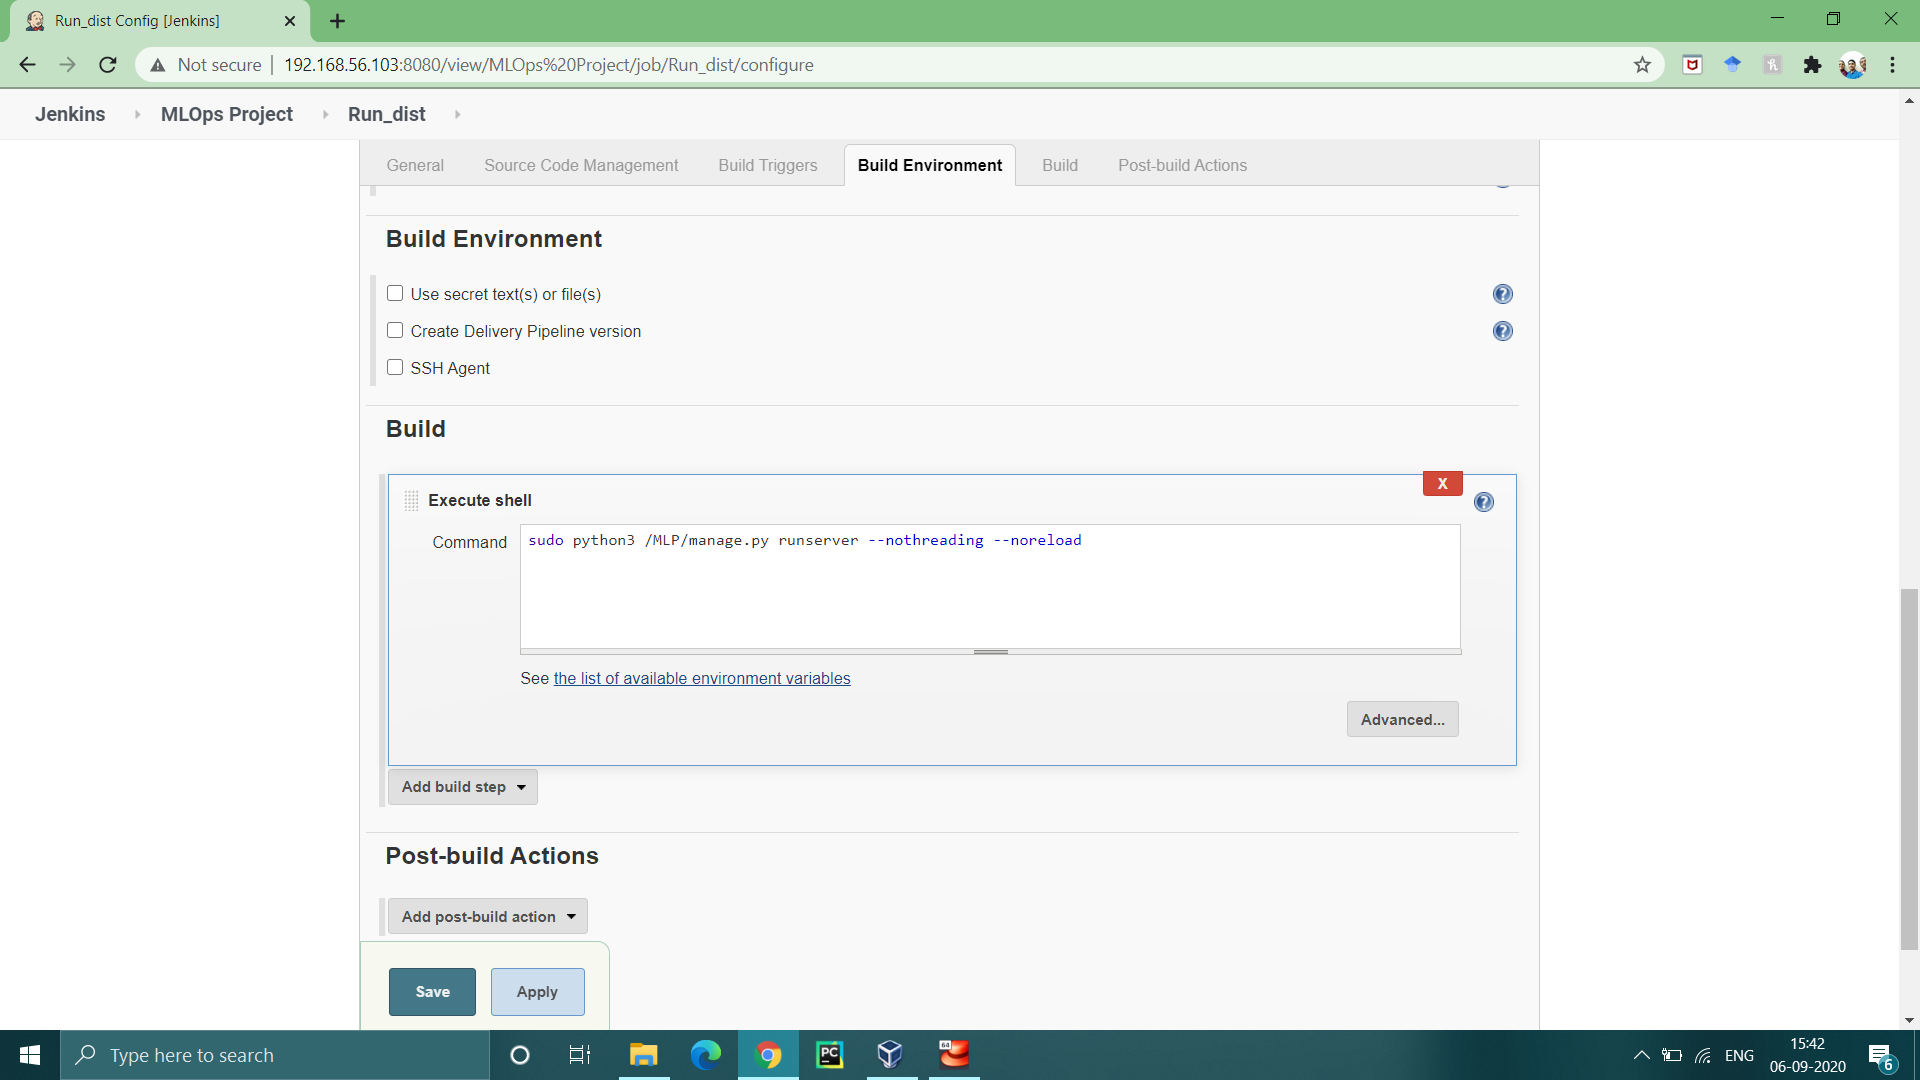 Run_dist Config [Jenkins]
Not secure
192.168.56.103:8080/view/MLOps%20Project/job/Run_dist/configure
Jenkins
MLOps Project
Run_dist
General
Source Code Management
Build Triggers
Build Environment
Build
Post-build Actions
Build Environment
Use secret text(s) or file(s)
?
Create Delivery Pipeline version
?
SSH Agent
Build
X
Execute shell
?
Command
sudo python3 /MLP/manage.py runserver --nothreading --noreload
See the list of available environment variables
Advanced...
Add build step
Post-build Actions
Add post-build action
Save
Apply
Type here to search
PC
64
ENG
15:42
06-09-2020
6